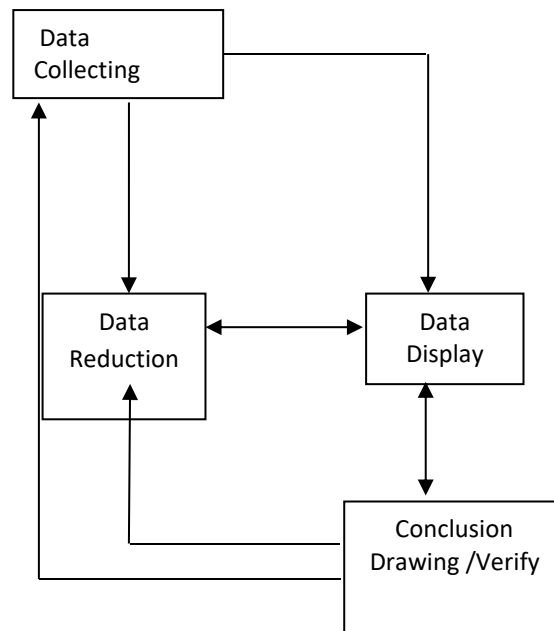 Data
Collecting
Data
Reduction
Data
Display
Conclusion
Drawing /Verify